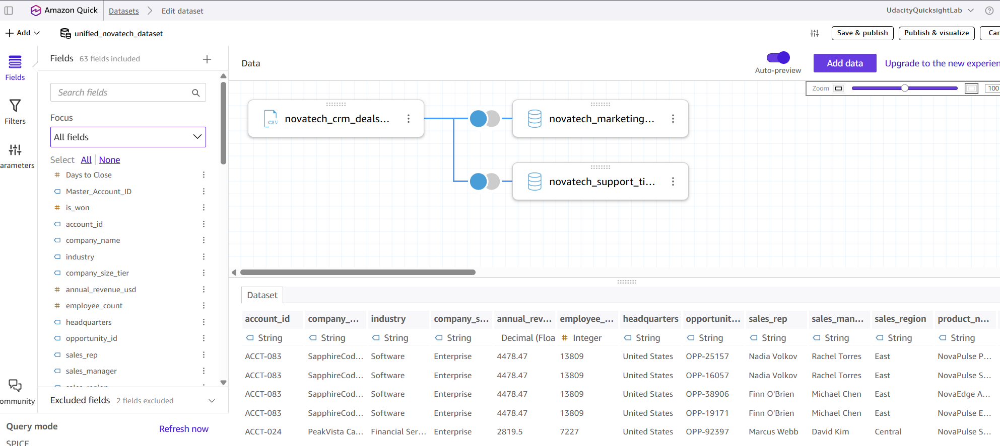 Amazon Quick Datasets Edit dataset UdacityQuicksightLab
Add unified_novatech_dataset Save & publish Publish & visualize Can
Fields
Filters
arameters
ommunity
Fields 63 fields included
Search fields
Focus
All fields
Select All None
Days to Close
Master_Account_ID
is_won
account_id
company_name
industry
company_size_tier
annual_revenue_usd
employee_count
headquarters
opportunity_id
sales_rep
sales_manager
Excluded fields 2 fields excluded
Query mode Refresh now
SPICE
Data Auto-preview Add data Upgrade to the new experien
Zoom 100
CSV novatech_crm_deals... novatech_marketing...
novatech_support_ti...
Dataset
account_id company_... industry company_s... annual_rev... employee_... headquarters opportunit... sales_rep sales_man... sales_region product_n...
String String String String Decimal (Floa Integer String String String String String String
ACCT-083 SapphireCod... Software Enterprise 4478.47 13809 United States OPP-25157 Nadia Volkov Rachel Torres East NovaPulse P...
ACCT-083 SapphireCod... Software Enterprise 4478.47 13809 United States OPP-16057 Nadia Volkov Rachel Torres East NovaPulse S...
ACCT-083 SapphireCod... Software Enterprise 4478.47 13809 United States OPP-38906 Finn O'Brien Michael Chen East NovaEdge A...
ACCT-083 SapphireCod... Software Enterprise 4478.47 13809 United States OPP-19171 Finn O'Brien Michael Chen East NovaPulse E...
ACCT-024 PeakVista Ca... Financial Ser... Enterprise 2819.5 7227 United States OPP-92397 Marcus Webb David Kim Central NovaPulse S...